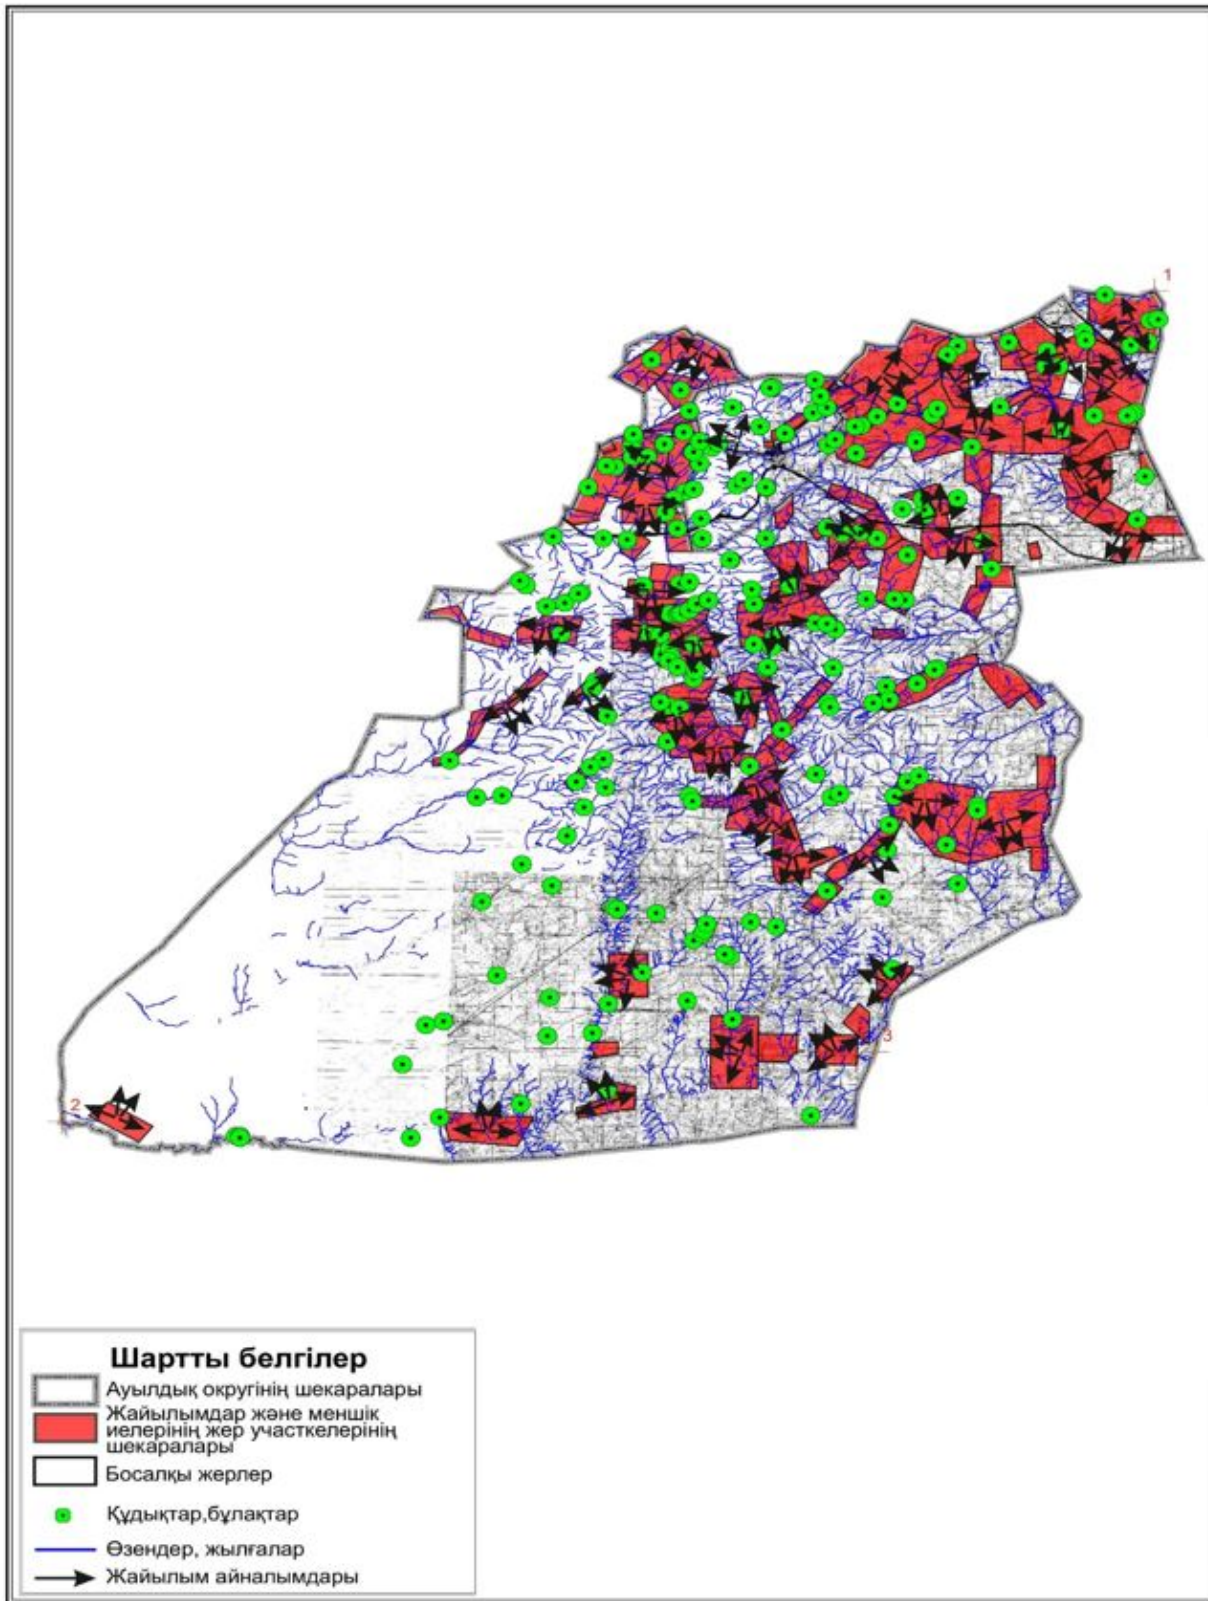 1
2
3
Шартты белгілер
Ауылдық округінің шекаралары
Жайылымдар және меншік
иелерінің жер участкелерінің
шекаралары
Босалқы жерлер
Құдықтар,бұлақтар
Өзендер, жылғалар
Жайылым айналымдары